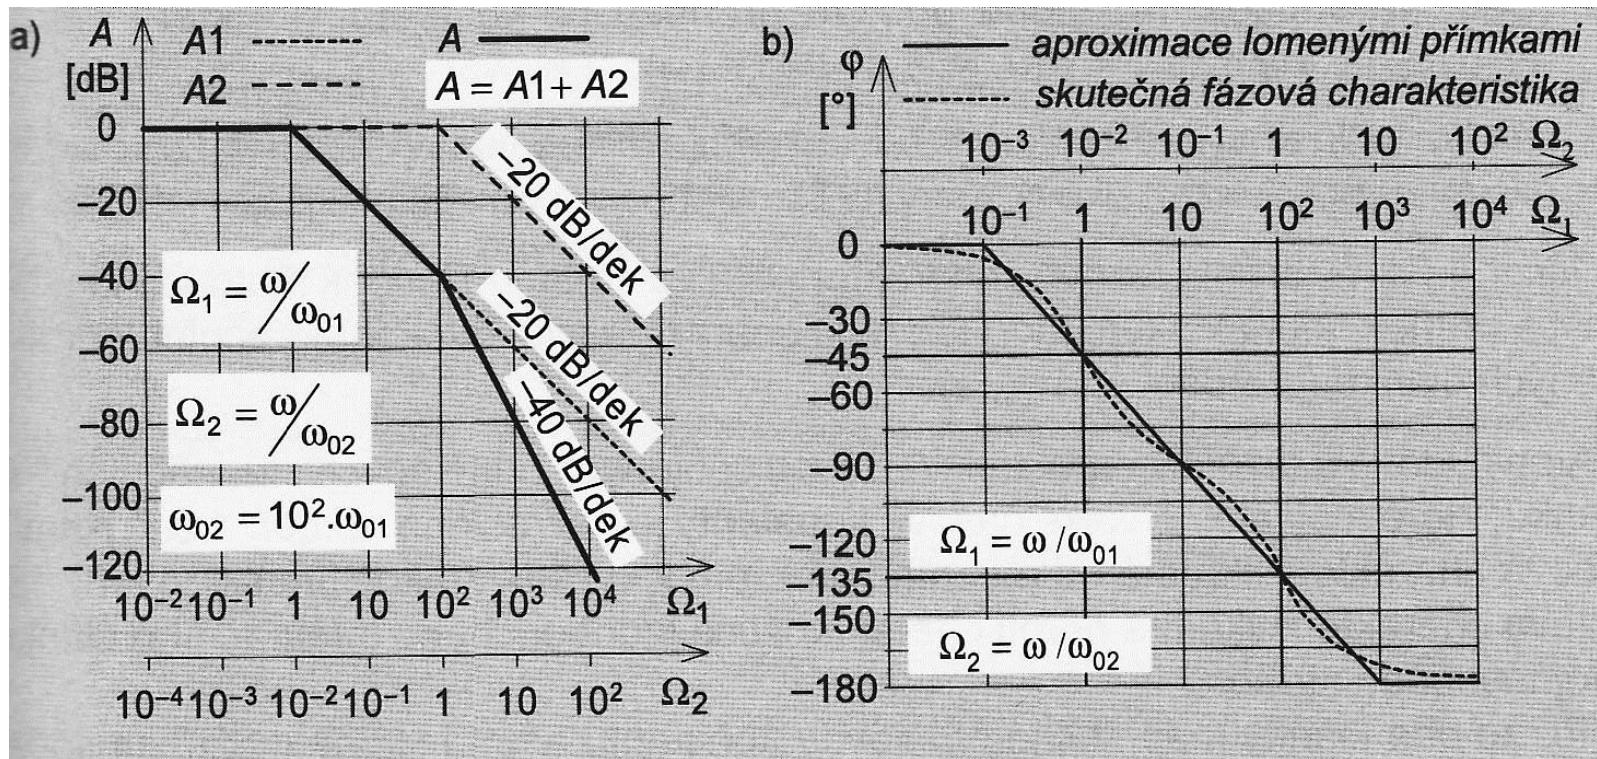 a)
A
[dB]
A1
A2
A
A = A1 + A2
0
–20
–40
–60
–80
–100
–120
–20 dB/dek
–20 dB/dek
–40 dB/dek
Ω₁ = ω/ω₀₁
Ω₂ = ω/ω₀₂
ω₀₂ = 10².ω₀₁
10⁻² 10⁻¹ 1 10 10² 10³ 10⁴ Ω₁
10⁻⁴ 10⁻³ 10⁻² 10⁻¹ 1 10 10² Ω₂
b)
φ
[°]
aproximace lomenými přímkami
skutečná fázová charakteristika
10⁻³ 10⁻² 10⁻¹ 1 10 10² Ω₂
10⁻¹ 1 10 10² 10³ 10⁴ Ω₁
0
–30
–45
–60
–90
–120
–135
–150
–180
Ω₁ = ω /ω₀₁
Ω₂ = ω /ω₀₂